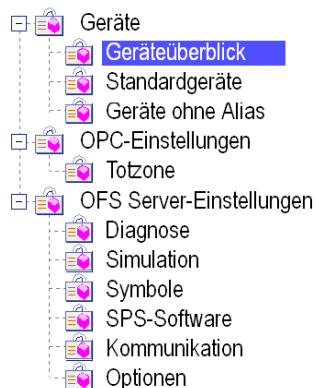 Geräte
Geräteüberblick
Standardgeräte
Geräte ohne Alias
OPC-Einstellungen
Totzone
OFS Server-Einstellungen
Diagnose
Simulation
Symbole
SPS-Software
Kommunikation
Optionen